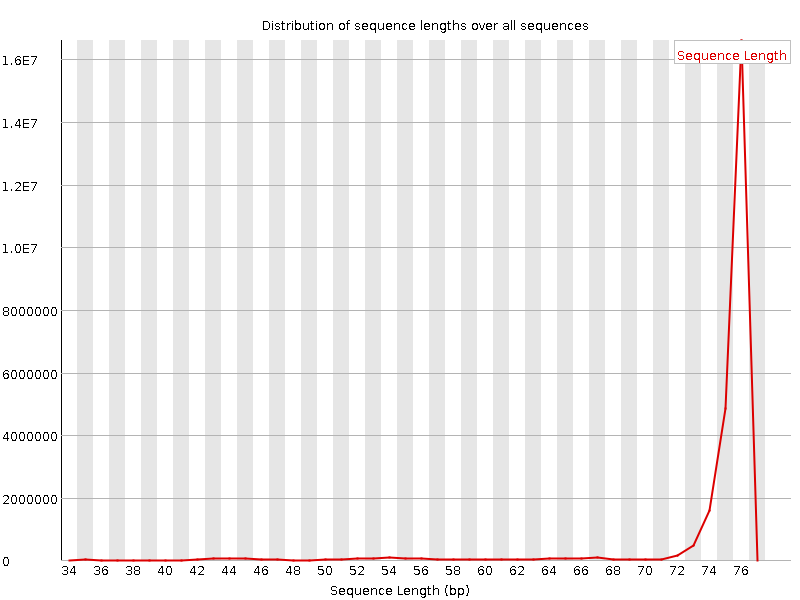 Distribution of sequence lengths over all sequences
Sequence Length
1.6E7
1.4E7
1.2E7
1.0E7
8000000
6000000
4000000
2000000
0
34 36 38 40 42 44 46 48 50 52 54 56 58 60 62 64 66 68 70 72 74 76
Sequence Length (bp)